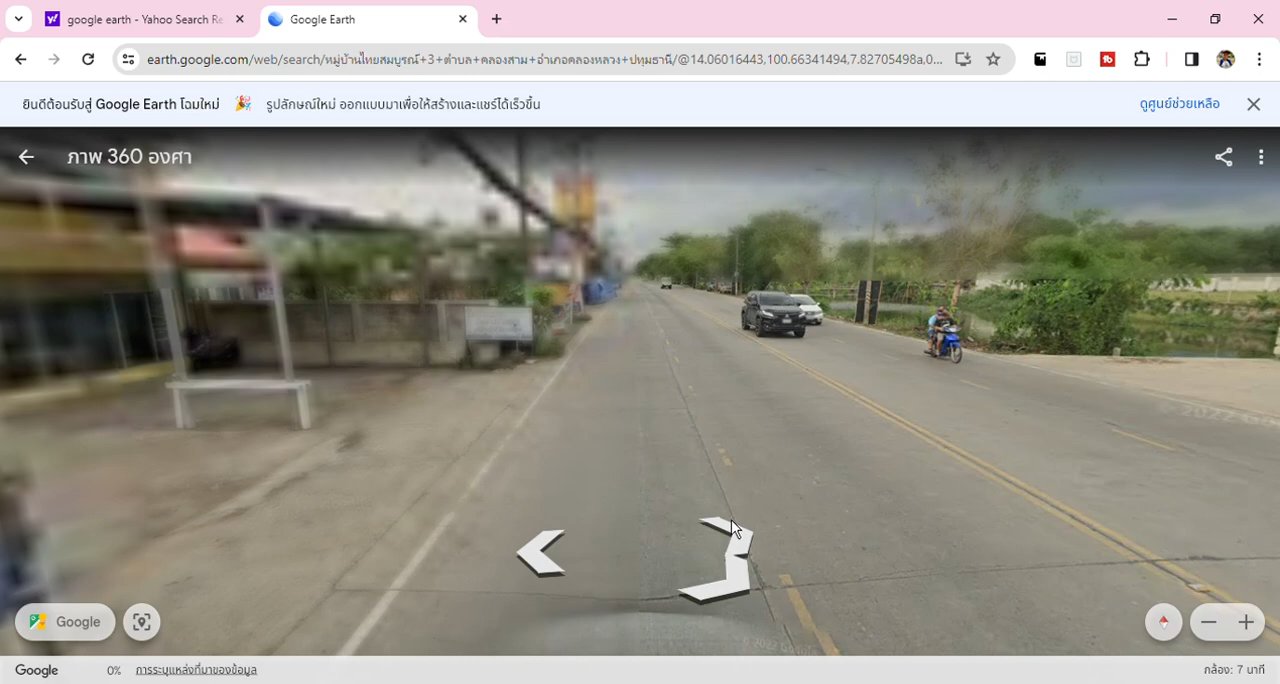 google earth - Yahoo Search Re
Google Earth
earth.google.com/web/search/หมู่บ้านไทยสมบูรณ์+3+ตำบล+คลองสาม+อำเภอคลองหลวง+ปทุมธานี/@14.06016443,100.66341494,7.82705498a,0...
ยินดีต้อนรับสู่ Google Earth โฉมใหม่ 🎉 รูปลักษณ์ใหม่ ออกแบบมาเพื่อให้สร้างและแชร์ได้เร็วขึ้น
ดูศูนย์ช่วยเหลือ
ภาพ 360 องศา
Google
Google
0%
การระบุแหล่งที่มาของข้อมูล
กล้อง: 7 นาที